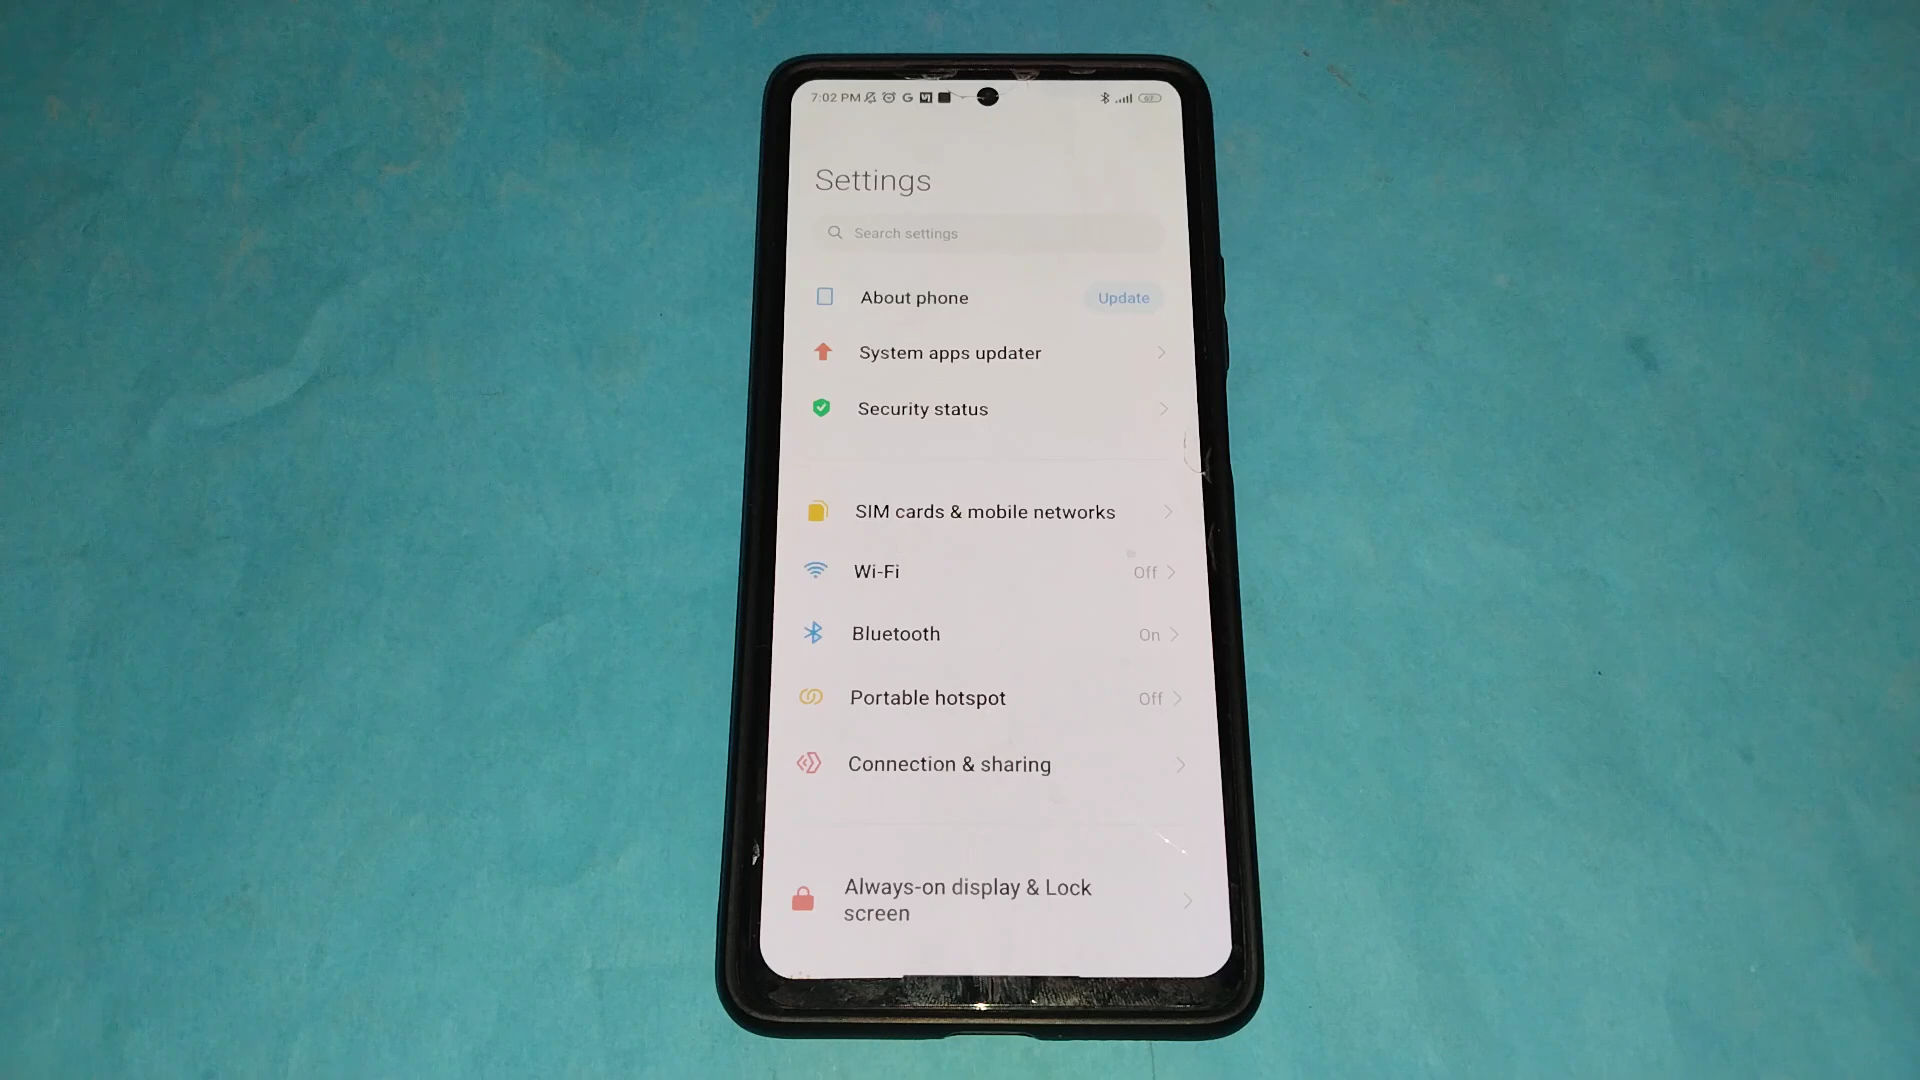 7:02 PM
Settings
Search settings
About phone Update
System apps updater
Security status
SIM cards & mobile networks
Wi-Fi Off
Bluetooth On
Portable hotspot Off
Connection & sharing
Always-on display & Lock
screen